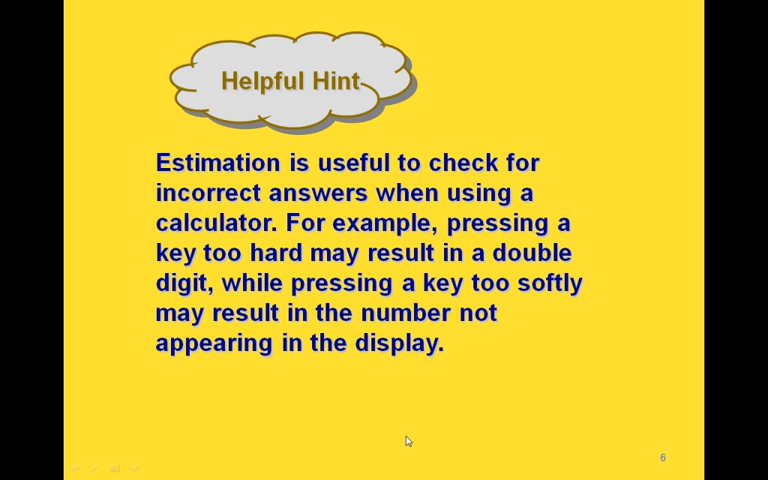 Helpful Hint
Estimation is useful to check for
incorrect answers when using a
calculator. For example, pressing a
key too hard may result in a double
digit, while pressing a key too softly
may result in the number not
appearing in the display.
6